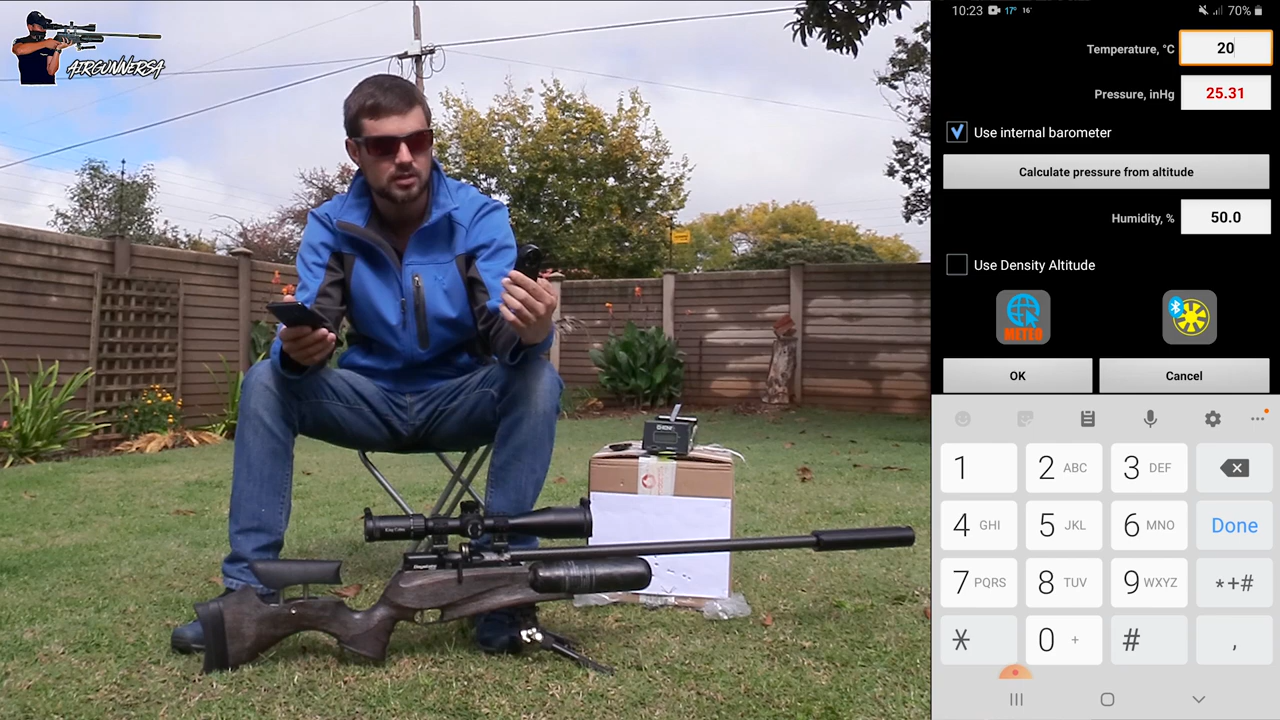 AIRGUNNERSA
10:23 17° 16° 70%
Temperature, °C 20
Pressure, inHg 25.31
Use internal barometer
Calculate pressure from altitude
Humidity, % 50.0
Use Density Altitude
METEO
OK Cancel
1 2 ABC 3 DEF
4 GHI 5 JKL 6 MNO Done
7 PQRS 8 TUV 9 WXYZ *+#
* 0 + # ,